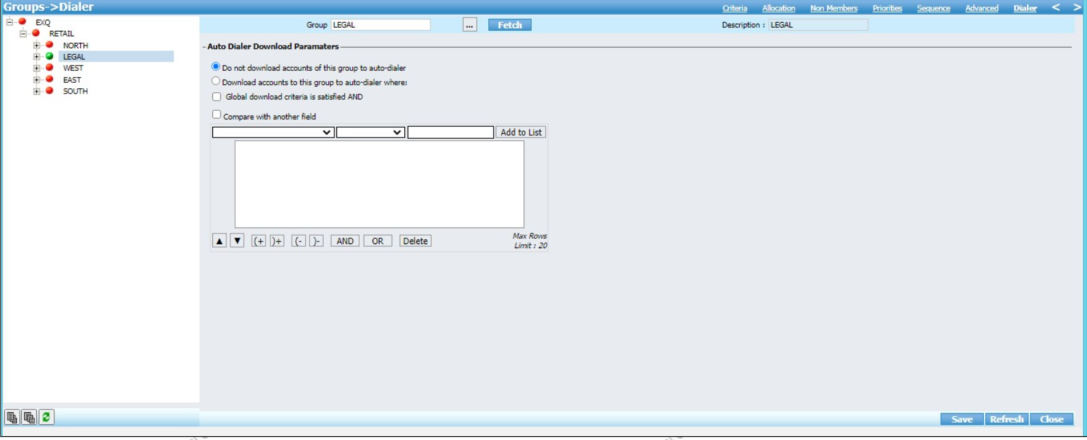 Groups->Dialer Criteria Allocation Non Members Priorities Sequence Advanced Dialer < >
EXQ
RETAIL
NORTH
LEGAL
WEST
EAST
SOUTH
Group LEGAL ... Fetch Description : LEGAL
Auto Dialer Download Paramaters
Do not download accounts of this group to auto-dialer
Download accounts to this group to auto-dialer where:
Global download criteria is satisfied AND
Compare with another field
Add to List
(+ )+ (- )- AND OR Delete
Max Rows
Limit : 20
Save Refresh Close